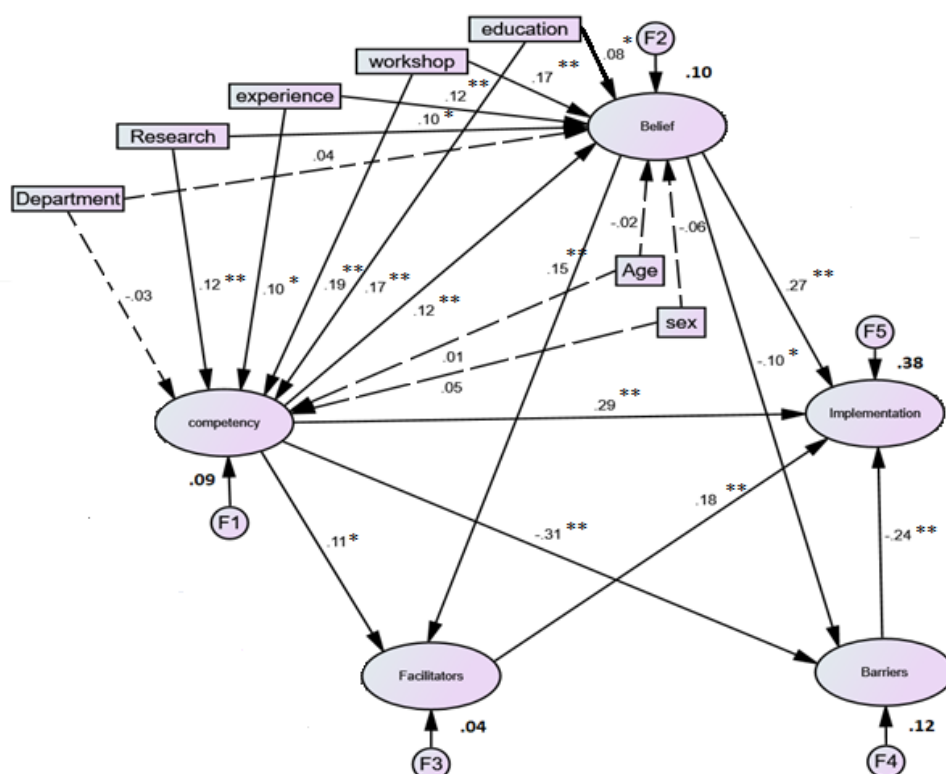 education
F2
.08 *
workshop
.17 **
.10
experience
.12 **
Belief
Research
.10 *
.04
Department
-.02
-.06
.15 **
Age
-.03
.12 **
.10 *
.19 **
.17 **
.12 **
.27 **
sex
F5
.01
-.10 *
.38
.05
competency
.29 **
Implementation
.09
.18 **
F1
-.31 **
-.24 **
.11 *
Facilitators
Barriers
.04
.12
F3
F4